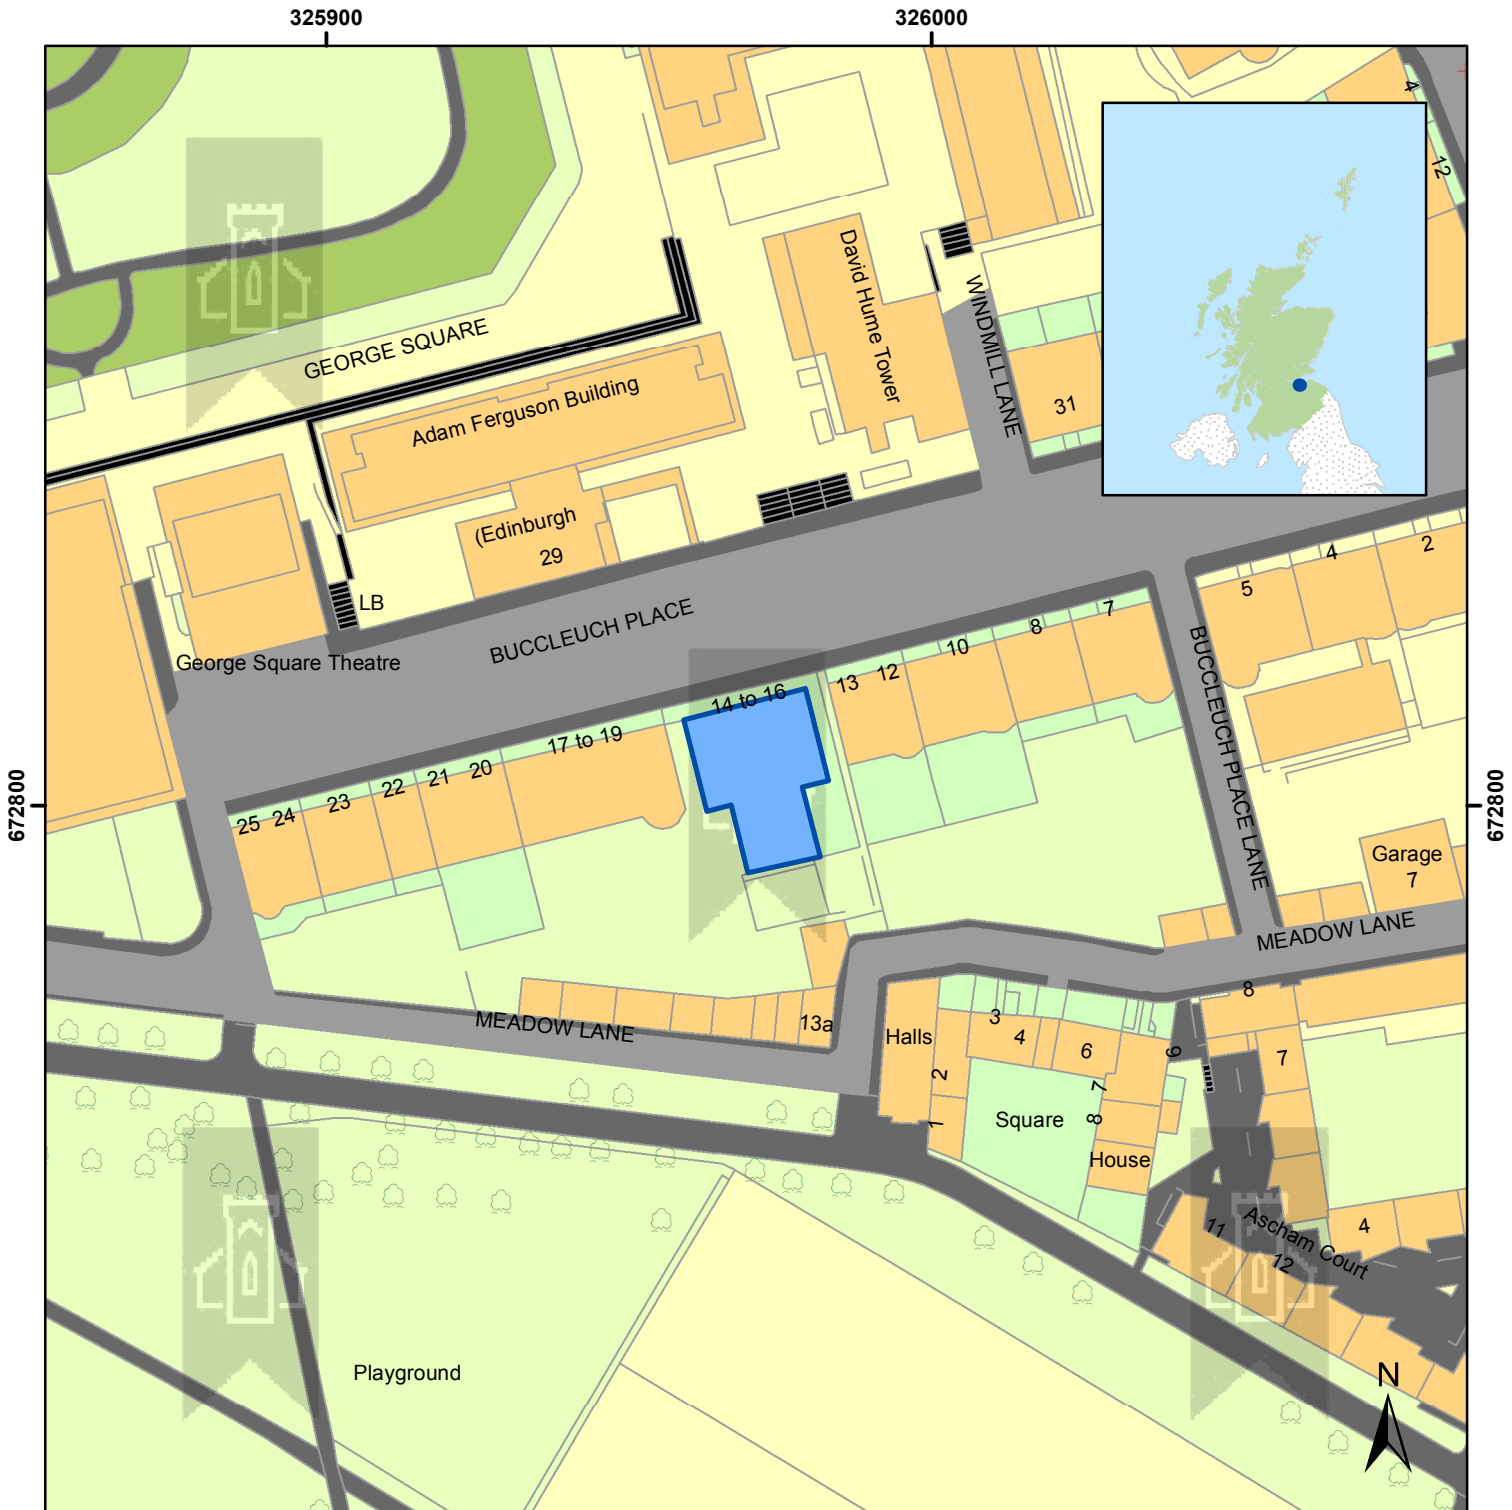 325900
326000
4
12
GEORGE SQUARE
David Hume Tower
WINDMILL LANE
Adam Ferguson Building
31
(Edinburgh
29
LB
George Square Theatre
BUCCLEUCH PLACE
7
8
10
12
13
14 to 16
17 to 19
20
21
22
23
24
25
5
4
2
BUCCLEUCH PLACE LANE
672800
672800
Garage
7
MEADOW LANE
MEADOW LANE
13a
Halls
3
4
6
2
1
7
8
9
8
7
Square
House
11
12
Ascham Court
4
Playground
N